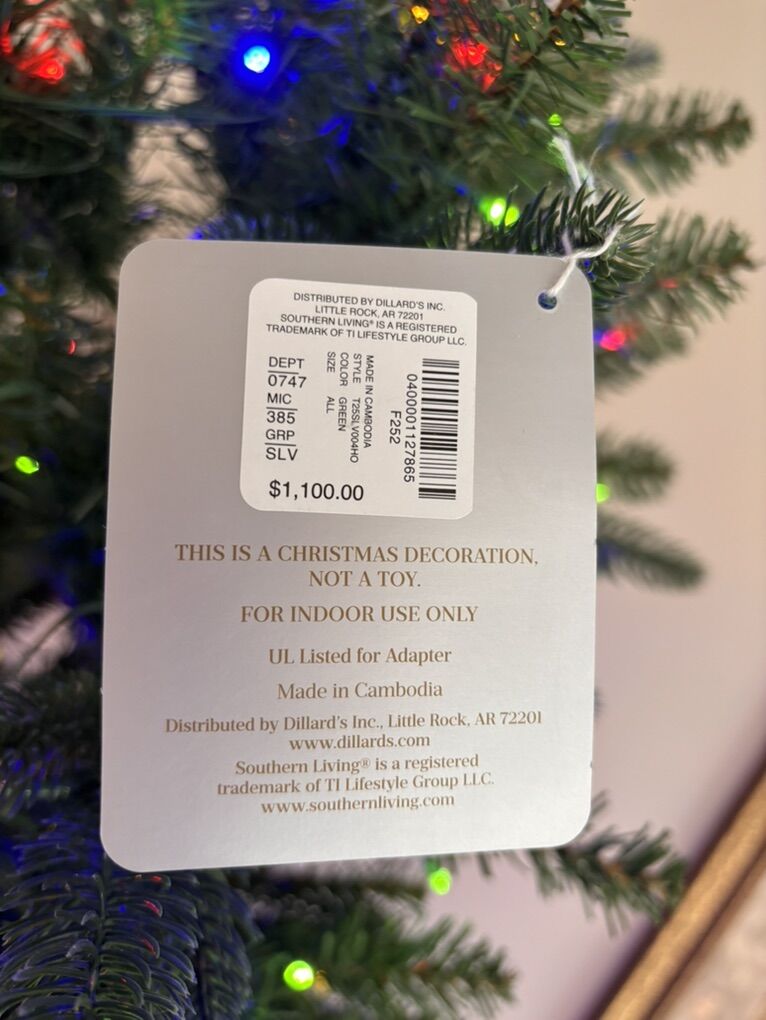 DISTRIBUTED BY DILLARD'S INC.
LITTLE ROCK, AR 72201
SOUTHERN LIVING® IS A REGISTERED
TRADEMARK OF TI LIFESTYLE GROUP LLC.
DEPT
0747
MIC
385
GRP
SLV
MADE IN CAMBODIA
STYLE T25SLV004HO
COLOR GREEN
SIZE ALL
0400001127865
F252
$1,100.00
THIS IS A CHRISTMAS DECORATION,
NOT A TOY.
FOR INDOOR USE ONLY
UL Listed for Adapter
Made in Cambodia
Distributed by Dillard's Inc., Little Rock, AR 72201
www.dillards.com
Southern Living® is a registered
trademark of TI Lifestyle Group LLC.
www.southernliving.com